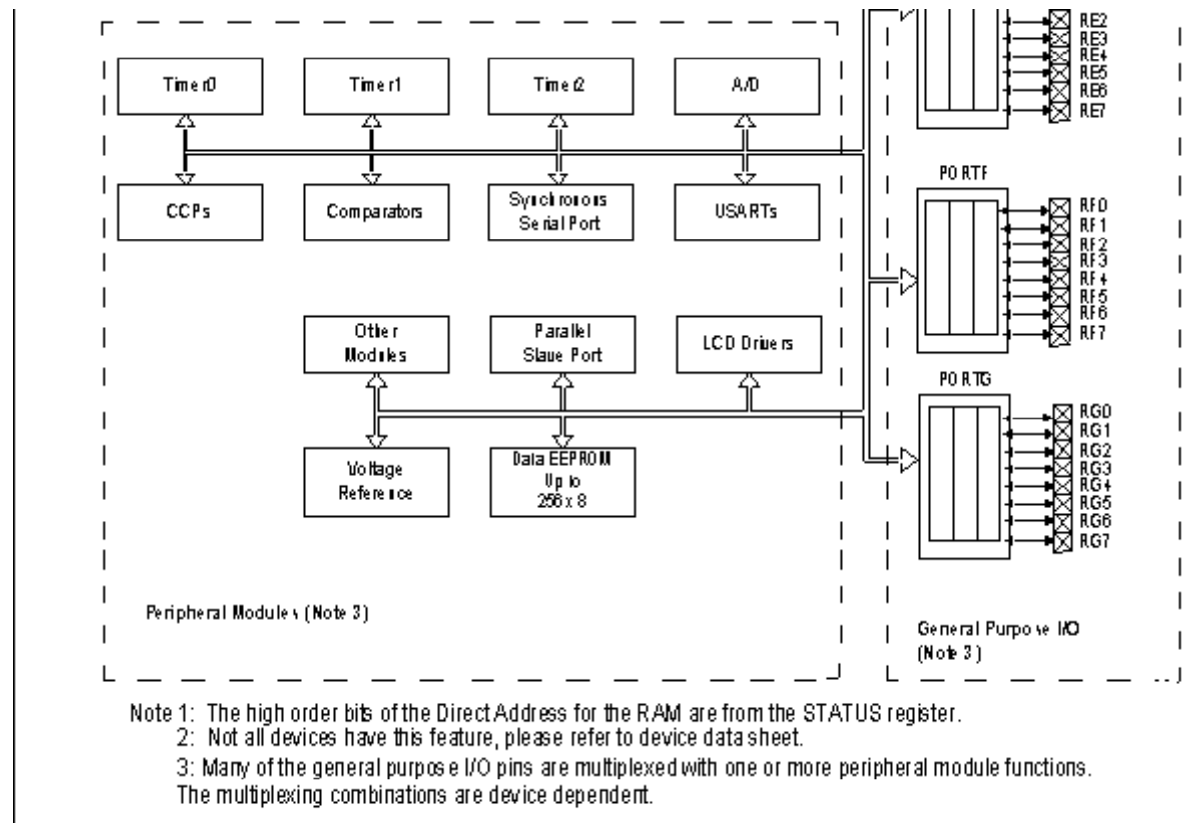 RE2
RE3
RE4
RE5
RE6
RE7
Timer0
Timer1
Timer2
A/D
CCPs
Comparators
Synchronous
Serial Port
USARTs
PORTF
RF0
RF1
RF2
RF3
RF4
RF5
RF6
RF7
Other
Modules
Parallel
Slave Port
LCD Drivers
Voltage
Reference
Data EEPROM
Up to
256 x 8
PORTG
RG0
RG1
RG2
RG3
RG4
RG5
RG6
RG7
Peripheral Modules (Note 3)
General Purpose I/O
(Note 3)
Note 1: The high order bits of the Direct Address for the RAM are from the STATUS register.
2: Not all devices have this feature, please refer to device data sheet.
3: Many of the general purpose I/O pins are multiplexed with one or more peripheral module functions.
The multiplexing combinations are device dependent.